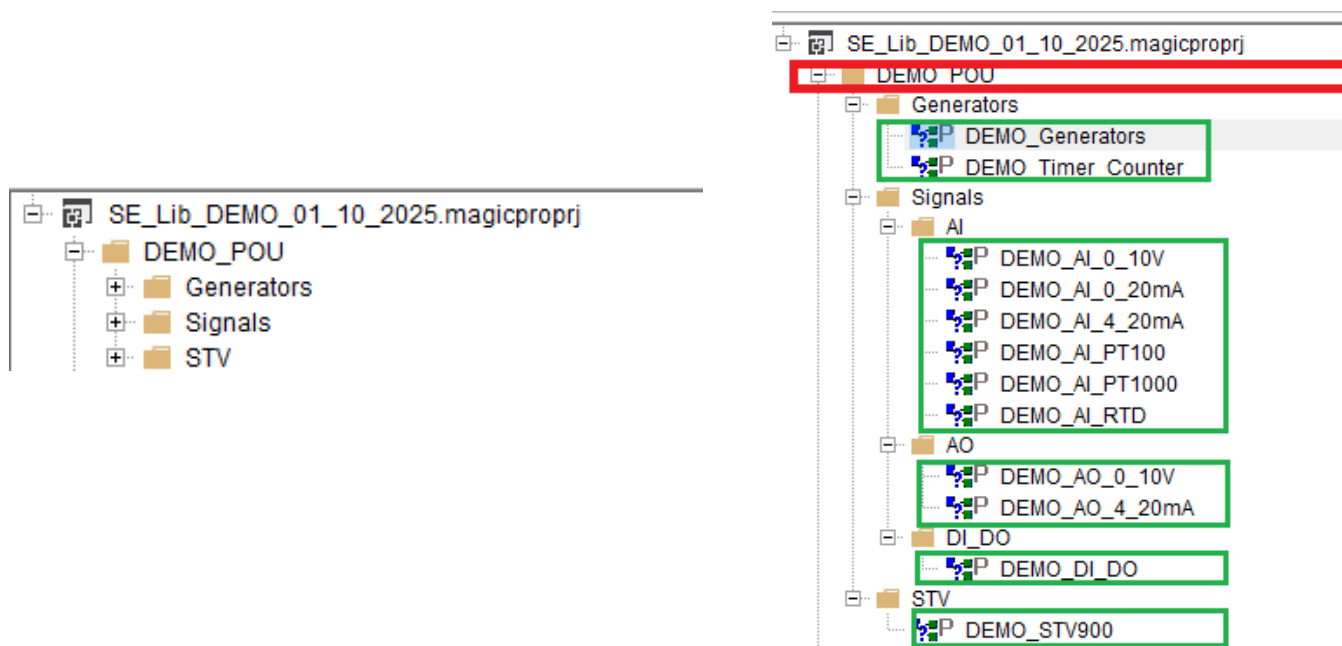 SE_Lib_DEMO_01_10_2025.magicproprj
DEMO_POU
Generators
Signals
STV
SE_Lib_DEMO_01_10_2025.magicproprj
DEMO_POU
Generators
P DEMO_Generators
P DEMO_Timer_Counter
Signals
AI
P DEMO_AI_0_10V
P DEMO_AI_0_20mA
P DEMO_AI_4_20mA
P DEMO_AI_PT100
P DEMO_AI_PT1000
P DEMO_AI_RTD
AO
P DEMO_AO_0_10V
P DEMO_AO_4_20mA
DI_DO
P DEMO_DI_DO
STV
P DEMO_STV900